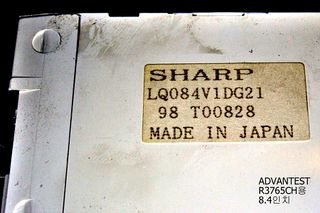 SHARP
LQ084V1DG21
98 T00828
MADE IN JAPAN
ADVANTEST
R3765CH용
8.4인치